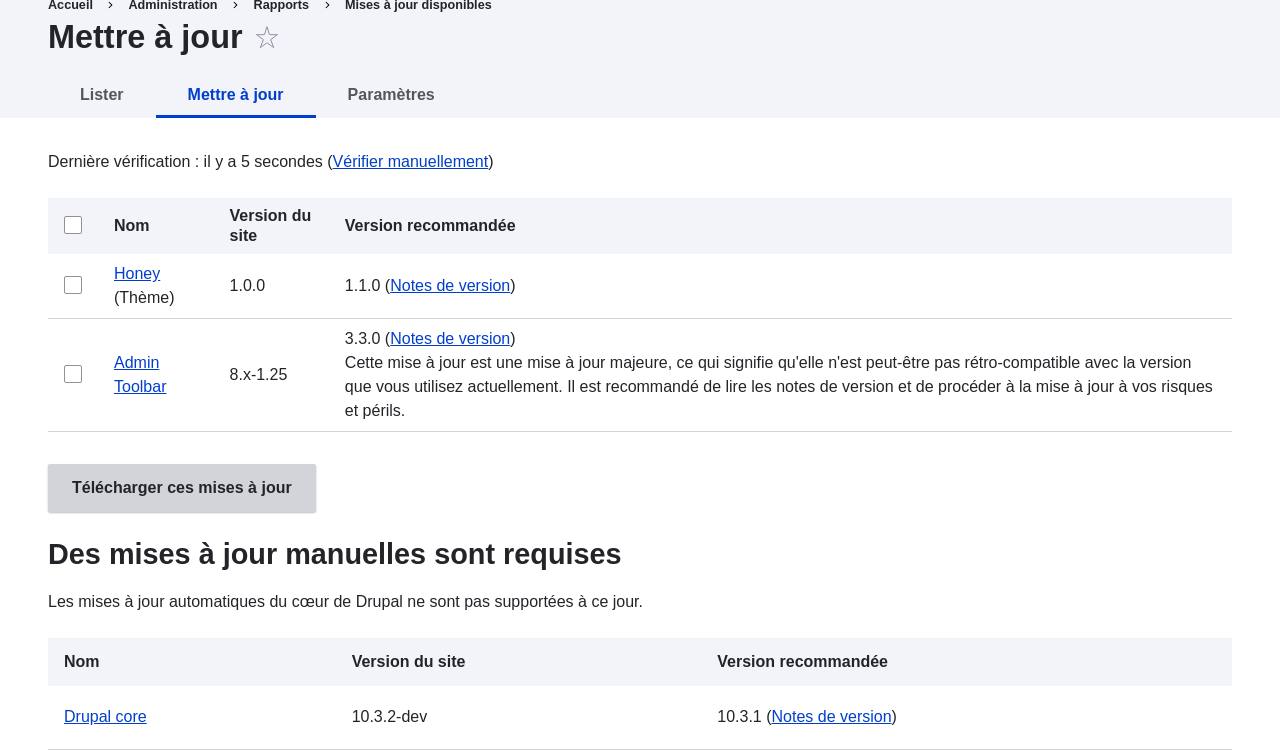 Accueil > Administration > Rapports > Mises à jour disponibles
Mettre à jour ☆
Lister Mettre à jour Paramètres
Dernière vérification : il y a 5 secondes (Vérifier manuellement)
Nom Version du site Version recommandée
Honey (Thème) 1.0.0 1.1.0 (Notes de version)
Admin Toolbar 8.x-1.25 3.3.0 (Notes de version)
Cette mise à jour est une mise à jour majeure, ce qui signifie qu'elle n'est peut-être pas rétro-compatible avec la version
que vous utilisez actuellement. Il est recommandé de lire les notes de version et de procéder à la mise à jour à vos risques
et périls.
Télécharger ces mises à jour
Des mises à jour manuelles sont requises
Les mises à jour automatiques du cœur de Drupal ne sont pas supportées à ce jour.
Nom Version du site Version recommandée
Drupal core 10.3.2-dev 10.3.1 (Notes de version)